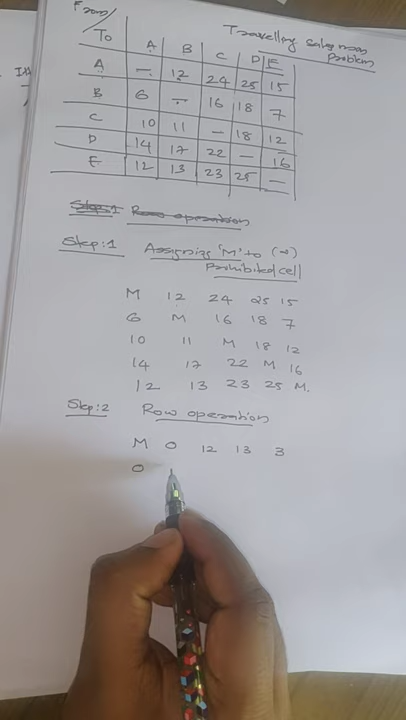 From/
To
Travelling salesman
Problem
A B C D E
A — 12 24 25 15
B 6 — 16 18 7
C 10 11 — 18 12
D 14 17 22 — 16
E 12 13 23 25 —
Row operation
Step:1 Assigning 'M' to (∞)
Prohibited cell
M 12 24 25 15
6 M 16 18 7
10 11 M 18 12
14 17 22 M 16
12 13 23 25 M.
Step:2 Row operation
M 0 12 13 3
0